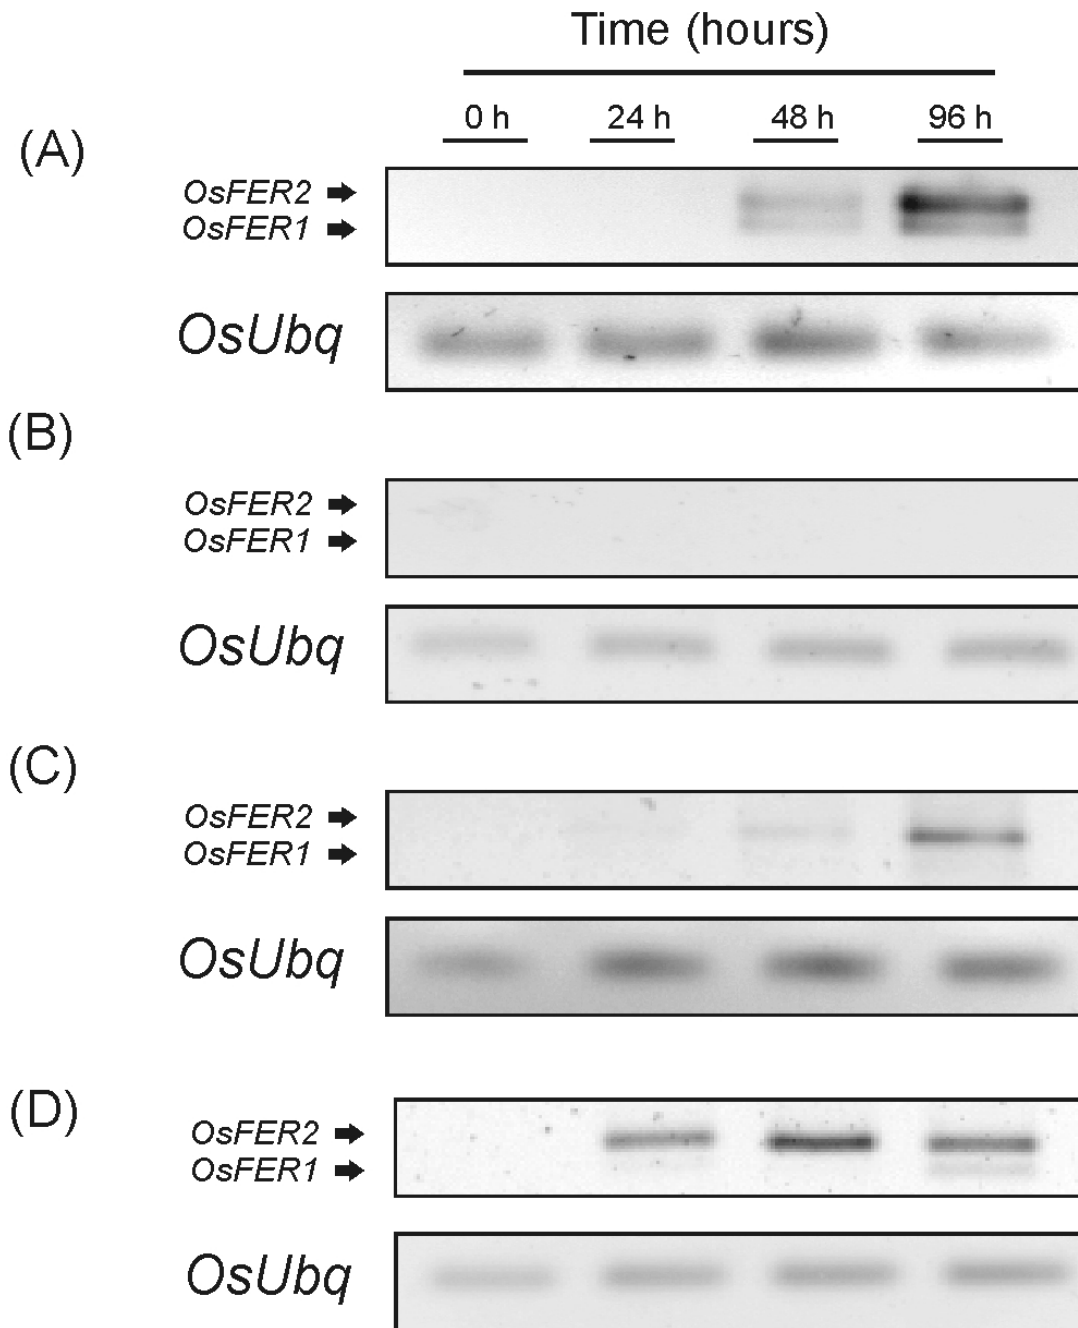 Time (hours)
0 h 24 h 48 h 96 h
(A)
OsFER2
OsFER1
OsUbq
(B)
OsFER2
OsFER1
OsUbq
(C)
OsFER2
OsFER1
OsUbq
(D)
OsFER2
OsFER1
OsUbq